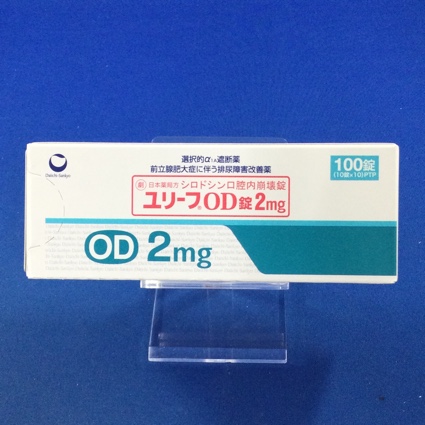 選択的α1A遮断薬
前立腺肥大症に伴う排尿障害改善薬
劇 日本薬局方 シロドシン口腔内崩壊錠
ユリーフ®OD錠2mg
100錠
(10錠×10)PTP
Daiichi-Sankyo
OD 2mg